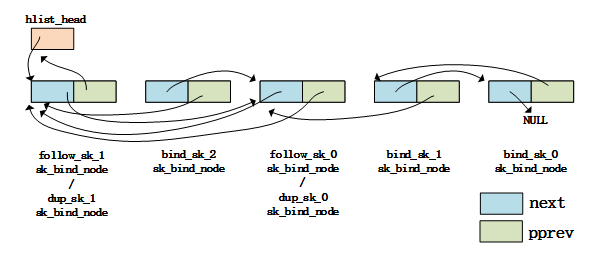 hlist_head
NULL
follow_sk_1
sk_bind_node
/
dup_sk_1
sk_bind_node
bind_sk_2
sk_bind_node
follow_sk_0
sk_bind_node
/
dup_sk_0
sk_bind_node
bind_sk_1
sk_bind_node
bind_sk_0
sk_bind_node
next
pprev